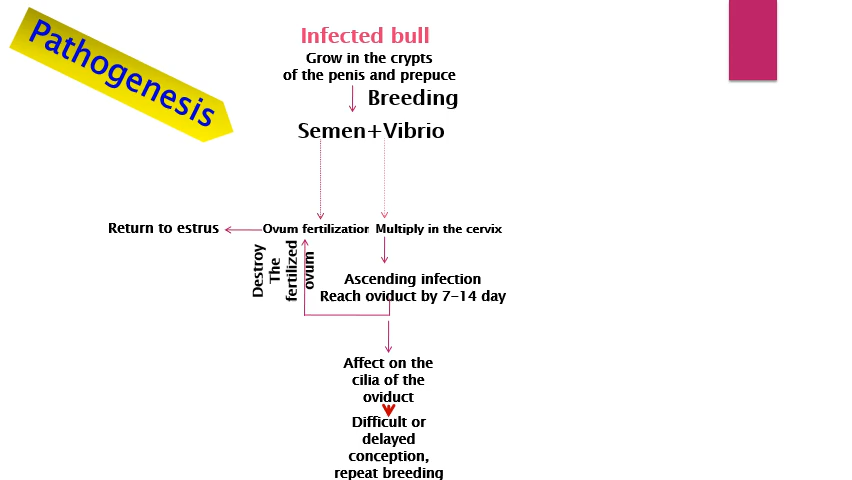 Pathogenesis
Infected bull
Grow in the crypts
of the penis and prepuce
Breeding
Semen+Vibrio
Return to estrus
Ovum fertilization
Multiply in the cervix
Destroy
The
fertilized
ovum
Ascending infection
Reach oviduct by 7-14 day
Affect on the
cilia of the
oviduct
Difficult or
delayed
conception,
repeat breeding